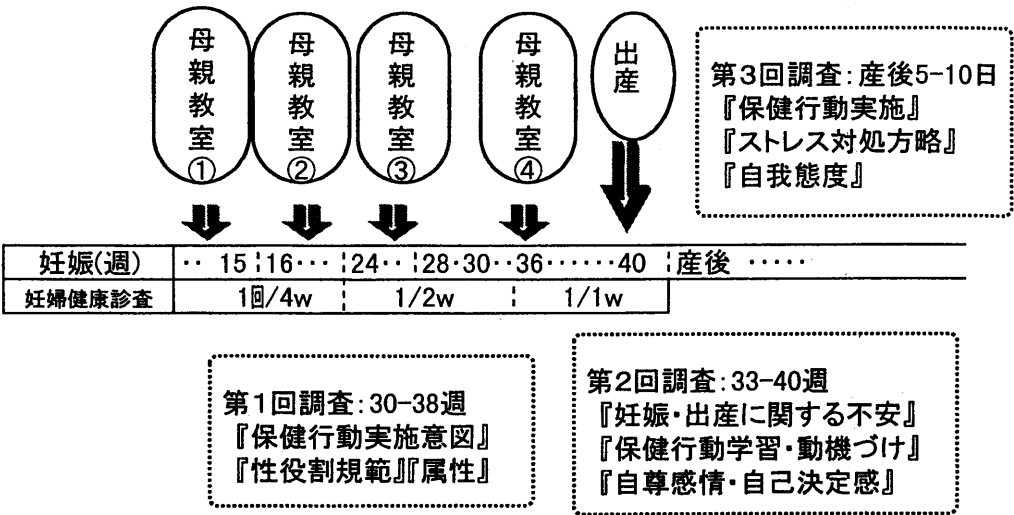 母親教室①
母親教室②
母親教室③
母親教室④
出産
第3回調査:産後5-10日
『保健行動実施』
『ストレス対処方略』
『自我態度』
妊娠(週) ‥ 15 16‥‥ 24‥ 28・30‥36‥‥‥40 産後 ‥‥‥
妊婦健康診査 1回/4w 1/2w 1/1w
第1回調査:30-38週
『保健行動実施意図』
『性役割規範』『属性』
第2回調査:33-40週
『妊娠・出産に関する不安』
『保健行動学習・動機づけ』
『自尊感情・自己決定感』